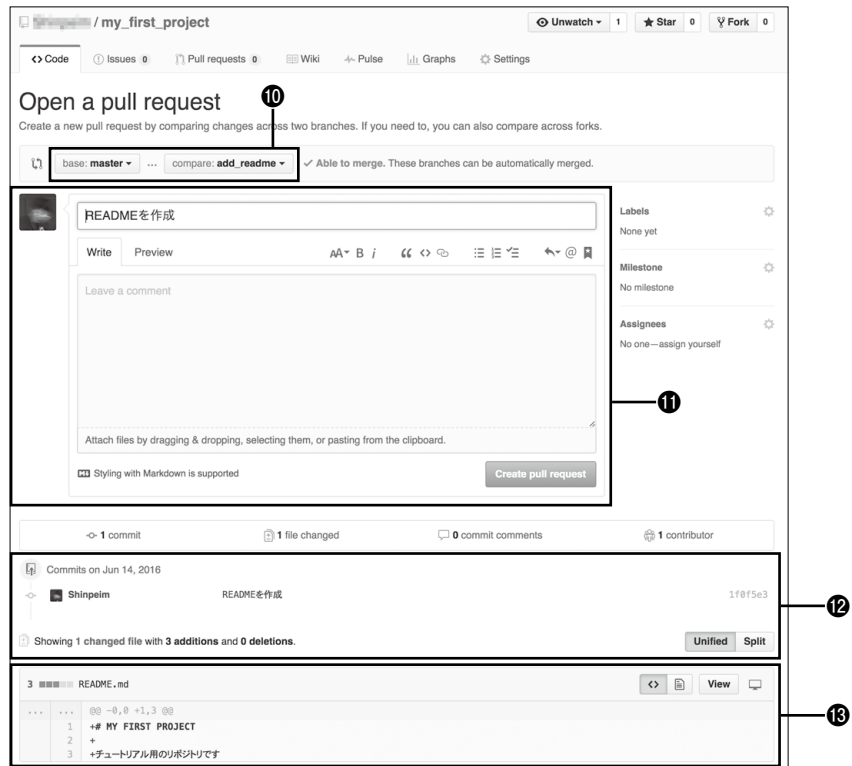 Shinpeim / my_first_project
Unwatch 1 Star 0 Fork 0
Code Issues 0 Pull requests 0 Wiki Pulse Graphs Settings
Open a pull request
⑩
Create a new pull request by comparing changes across two branches. If you need to, you can also compare across forks.
base: master ... compare: add_readme ✓ Able to merge. These branches can be automatically merged.
READMEを作成
Write Preview
AA B i “ <> @
Leave a comment
Attach files by dragging & dropping, selecting them, or pasting from the clipboard.
Styling with Markdown is supported
Create pull request
Labels
None yet
Milestone
No milestone
Assignees
No one—assign yourself
⑪
1 commit 1 file changed 0 commit comments 1 contributor
Commits on Jun 14, 2016
Shinpeim READMEを作成 1f0f5e3
⑫
Showing 1 changed file with 3 additions and 0 deletions.
Unified Split
3 README.md
<> View
... ... @@ -0,0 +1,3 @@
1 +# MY FIRST PROJECT
⑬
2 +
3 +チュートリアル用のリポジトリです